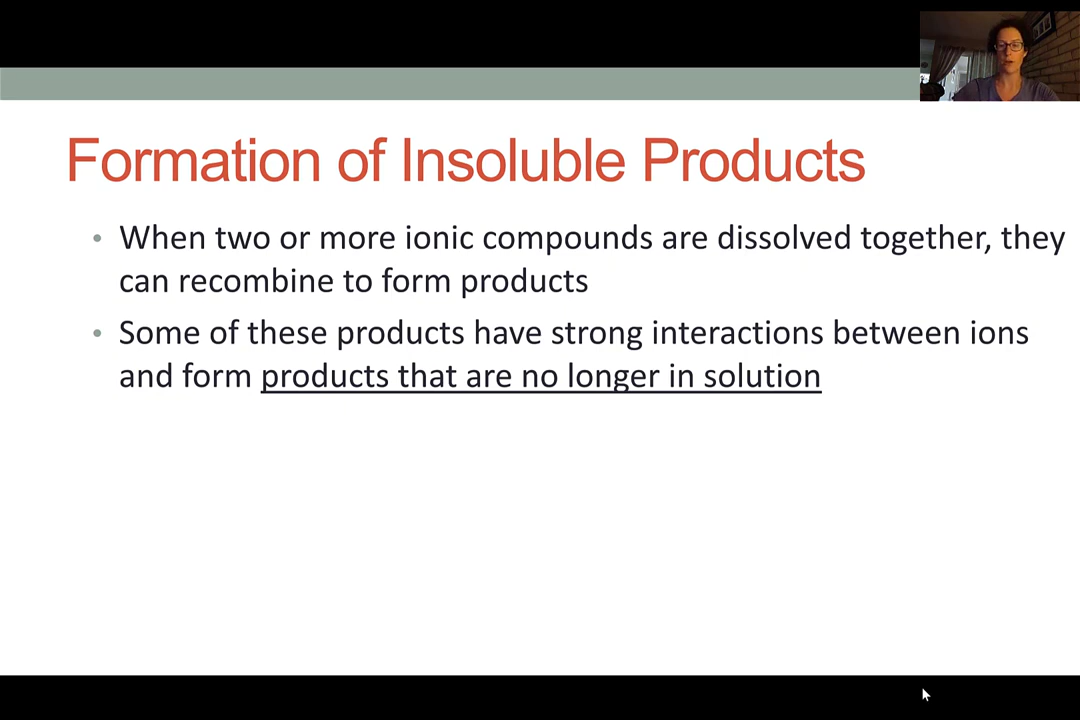 Formation of Insoluble Products
• When two or more ionic compounds are dissolved together, they
can recombine to form products
• Some of these products have strong interactions between ions
and form products that are no longer in solution